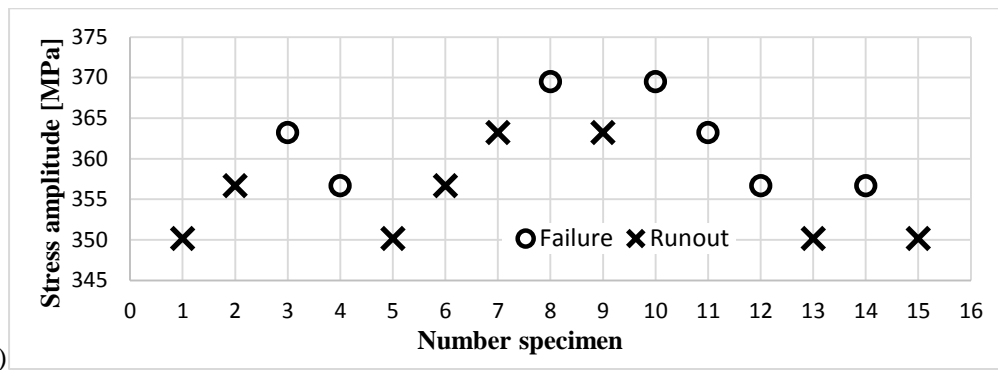 375
370
365
360
355
350
345
Stress amplitude [MPa]
Failure Runout
0 1 2 3 4 5 6 7 8 9 10 11 12 13 14 15 16
Number specimen
)